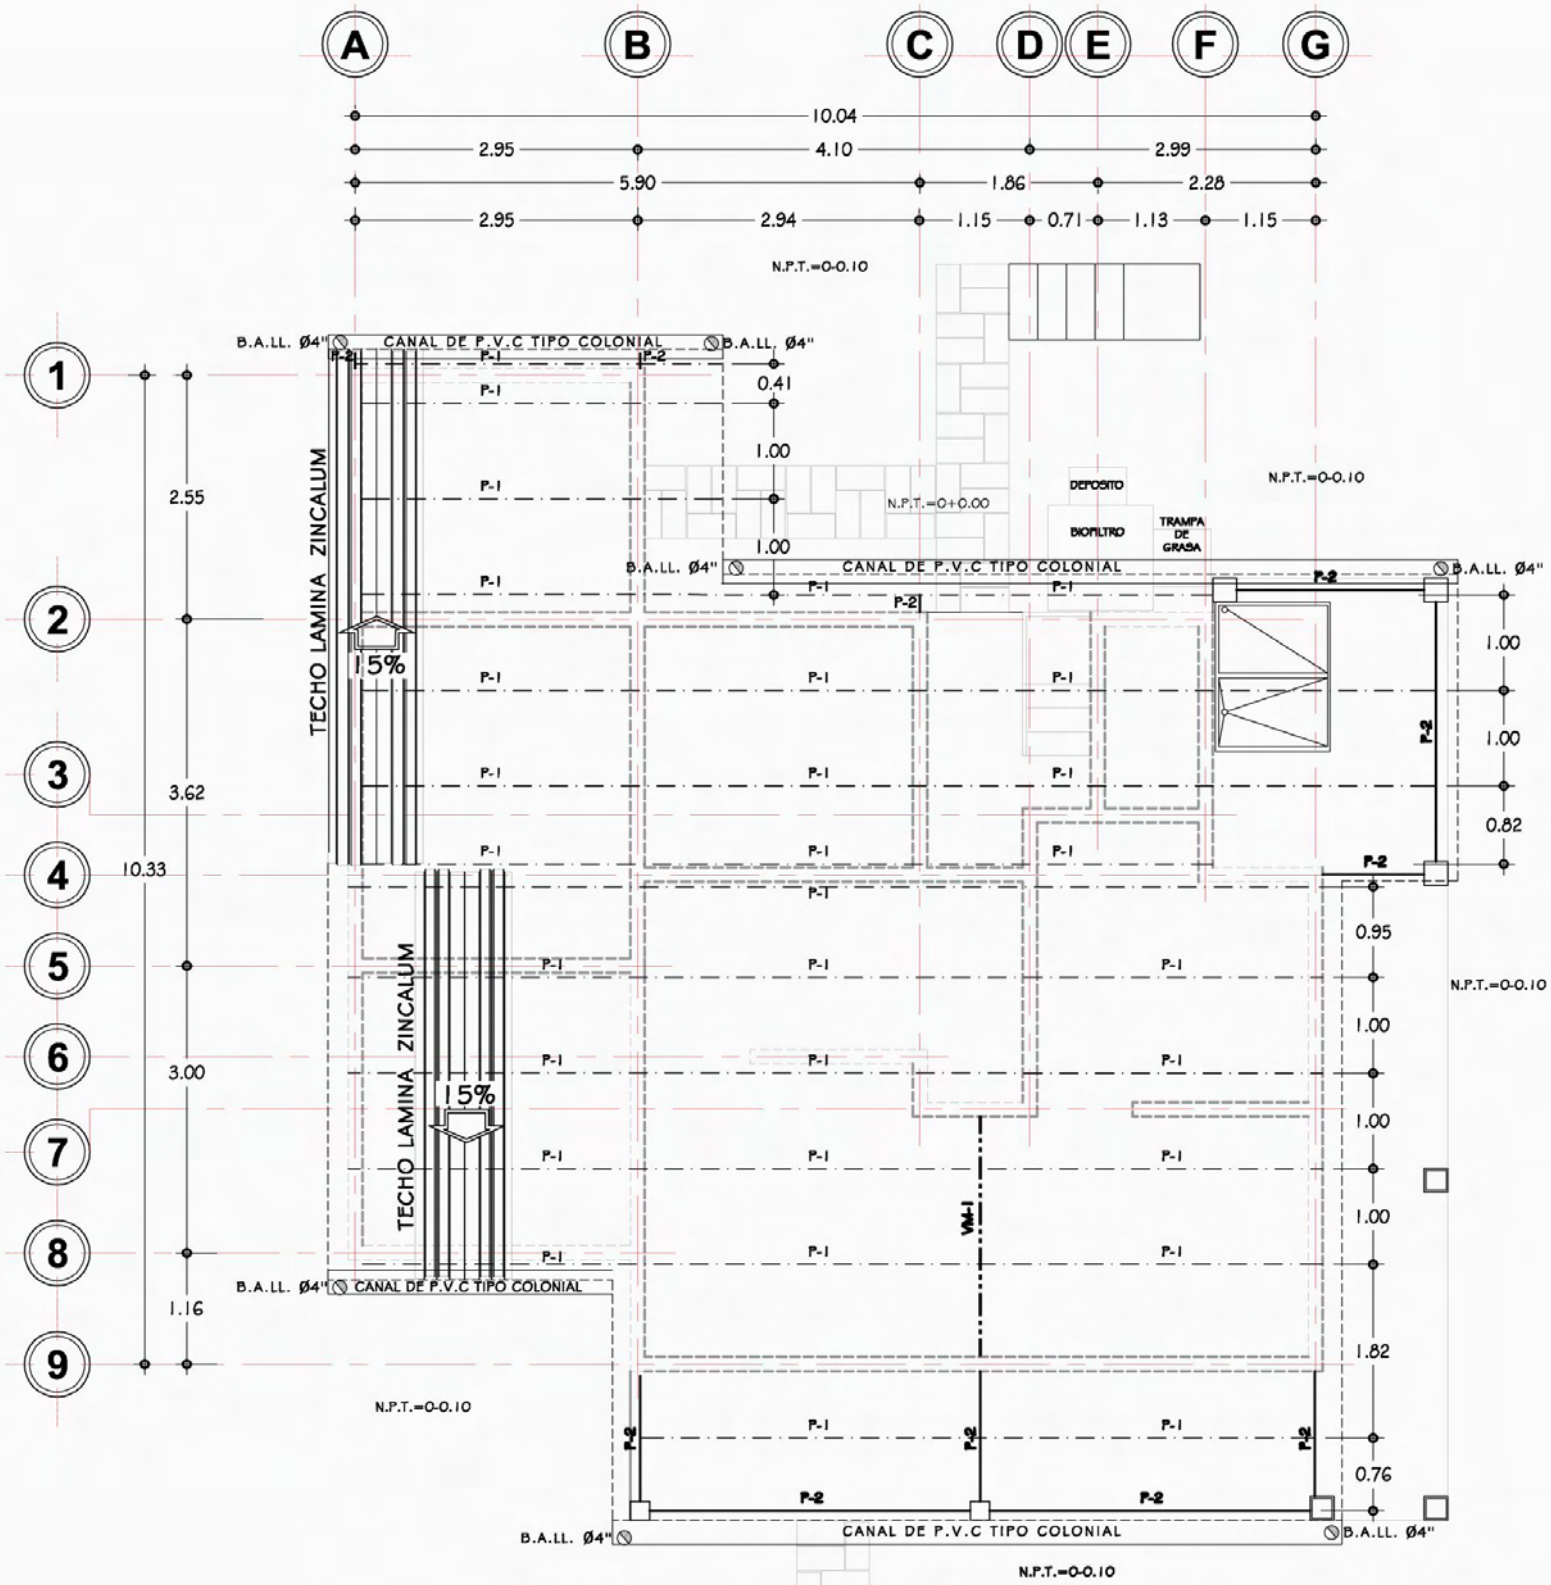 A B C D E F G
10.04
2.95 4.10 2.99
5.90 1.86 2.28
2.95 2.94 1.15 0.71 1.13 1.15
N.P.T.=0-0.10
B.A.LL. Ø4" CANAL DE P.V.C TIPO COLONIAL B.A.LL. Ø4"
P-2 P-1 P-2
1
0.41
P-1
1.00
TECHO LAMINA ZINCALUM
2.55
P-1
N.P.T.=0+0.00
DEPOSITO
N.P.T.=0-0.10
BIOFILTRO
TRAMPA
DE
GRASA
1.00
B.A.LL. Ø4" CANAL DE P.V.C TIPO COLONIAL B.A.LL. Ø4"
P-1 P-1 P-1 P-2
P-2
2
1.00
15%
P-1 P-1 P-1
P-2
1.00
3
P-1 P-1 P-1
3.62
0.82
10.33
P-1 P-1 P-1 P-2
4
P-1
0.95
TECHO LAMINA ZINCALUM
5
P-1 P-1 P-1
N.P.T.=0-0.10
1.00
6
P-1 P-1 P-1
3.00
15%
1.00
7
P-1 P-1 P-1
VM-1
1.00
8
P-1 P-1 P-1
B.A.LL. Ø4" CANAL DE P.V.C TIPO COLONIAL
1.16
1.82
9
N.P.T.=0-0.10
P-1 P-1
P-2 P-2 P-2
0.76
P-2 P-2
B.A.LL. Ø4" CANAL DE P.V.C TIPO COLONIAL B.A.LL. Ø4"
N.P.T.=0-0.10